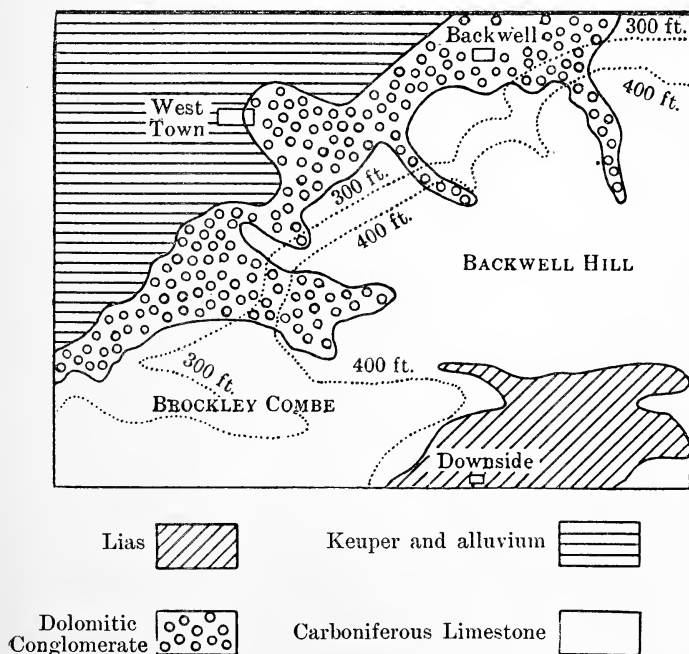 Backwell
300 ft.
400 ft.
West
Town
300 ft.
400 ft.
BACKWELL HILL
300 ft.
400 ft.
BROCKLEY COMBE
Downside
Lias
Keuper and alluvium
Dolomitic
Conglomerate
Carboniferous Limestone